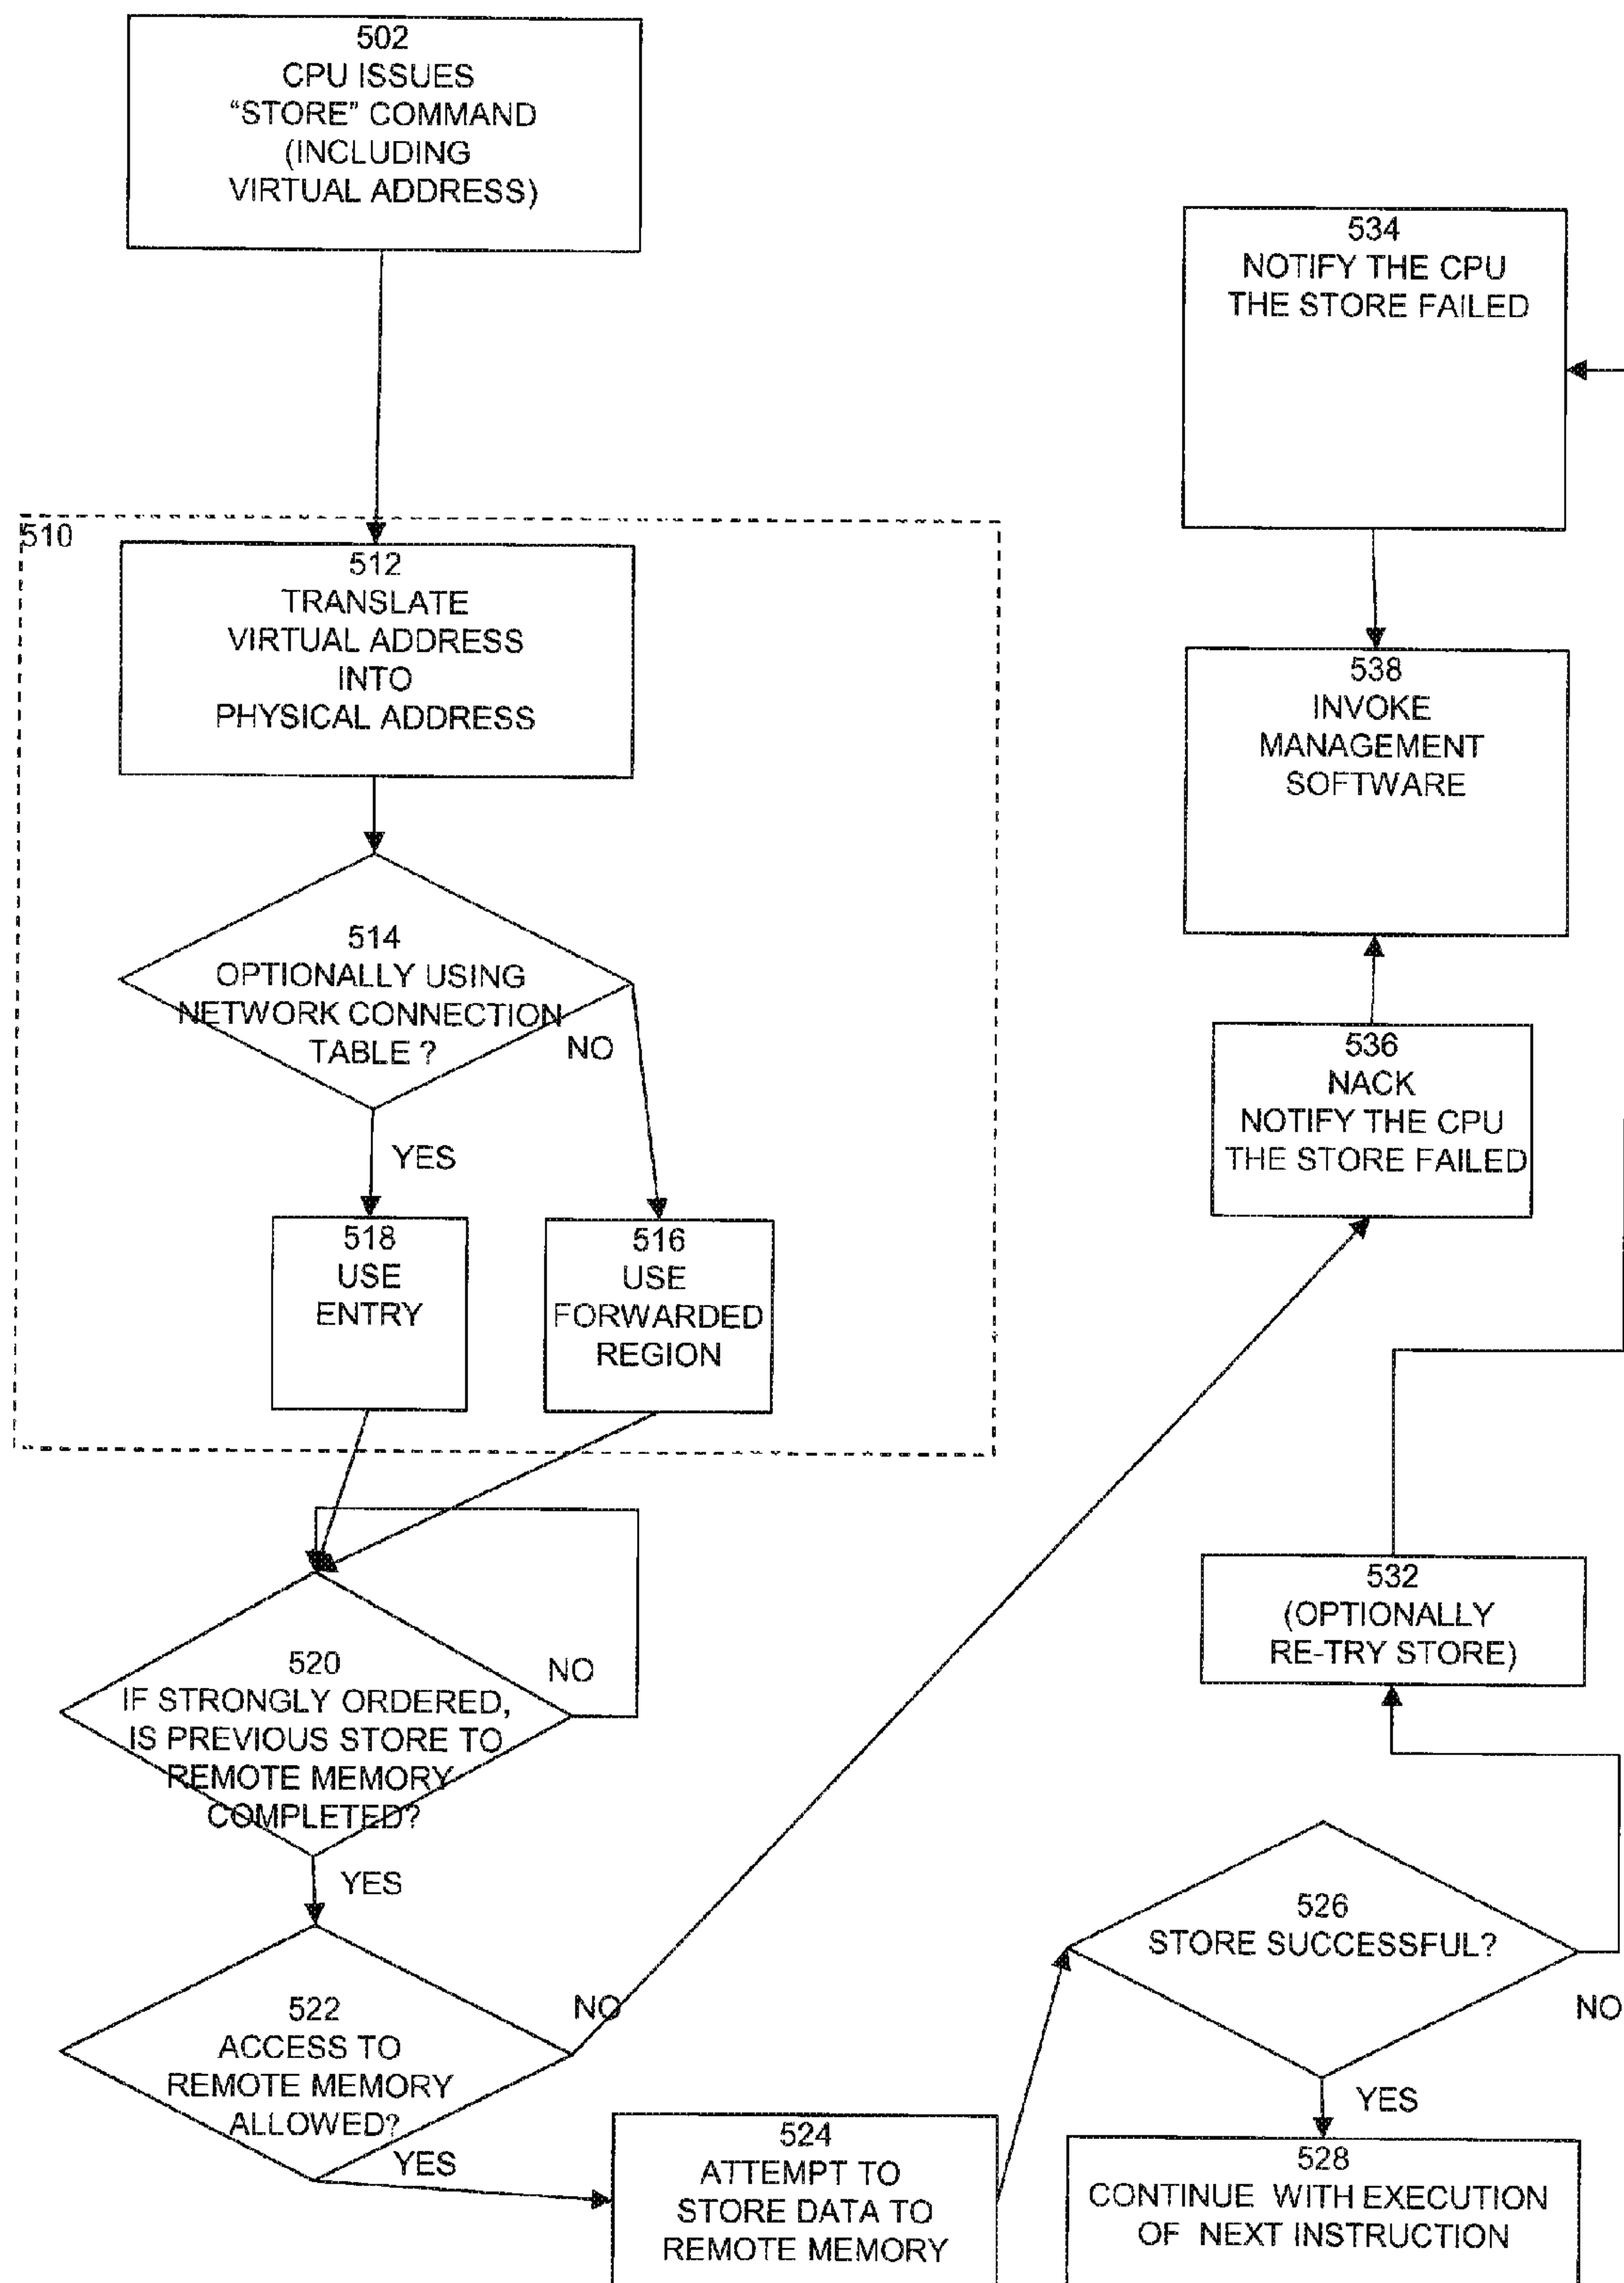 502
CPU ISSUES
"STORE" COMMAND
(INCLUDING
VIRTUAL ADDRESS)
510
512
TRANSLATE
VIRTUAL ADDRESS
INTO
PHYSICAL ADDRESS
514
OPTIONALLY USING
NETWORK CONNECTION
TABLE ?
NO
YES
518
USE
ENTRY
516
USE
FORWARDED
REGION
520
IF STRONGLY ORDERED,
IS PREVIOUS STORE TO
REMOTE MEMORY
COMPLETED?
NO
YES
522
ACCESS TO
REMOTE MEMORY
ALLOWED?
NO
YES
524
ATTEMPT TO
STORE DATA TO
REMOTE MEMORY
534
NOTIFY THE CPU
THE STORE FAILED
538
INVOKE
MANAGEMENT
SOFTWARE
536
NACK
NOTIFY THE CPU
THE STORE FAILED
532
(OPTIONALLY
RE-TRY STORE)
526
STORE SUCCESSFUL?
NO
YES
528
CONTINUE WITH EXECUTION
OF NEXT INSTRUCTION